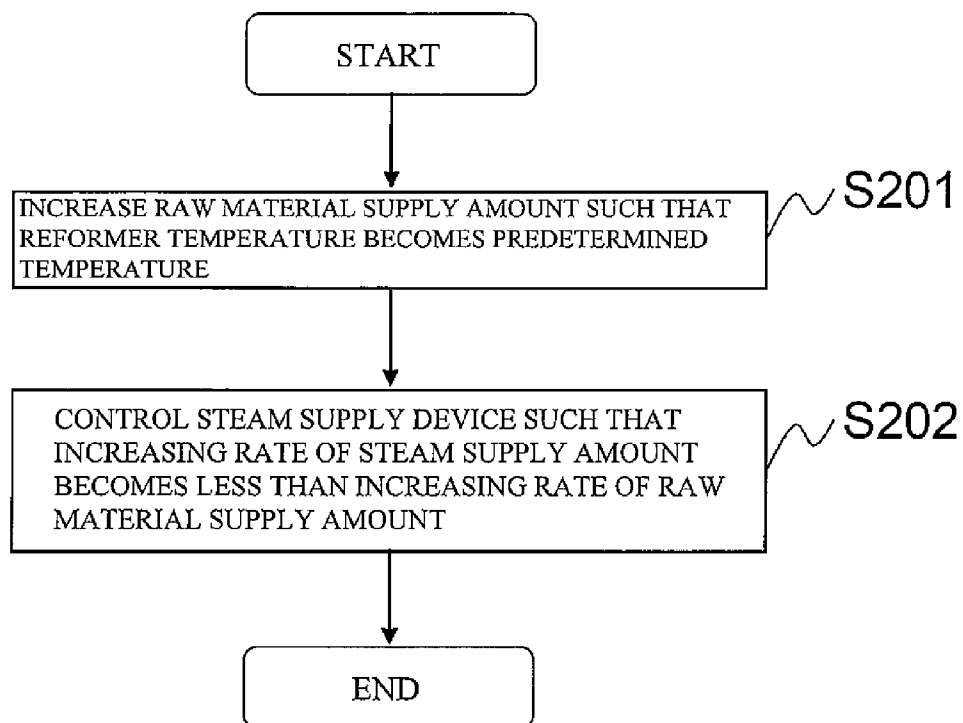 START
INCREASE RAW MATERIAL SUPPLY AMOUNT SUCH THAT
REFORMER TEMPERATURE BECOMES PREDETERMINED
TEMPERATURE
S201
CONTROL STEAM SUPPLY DEVICE SUCH THAT
INCREASING RATE OF STEAM SUPPLY AMOUNT
BECOMES LESS THAN INCREASING RATE OF RAW
MATERIAL SUPPLY AMOUNT
S202
END